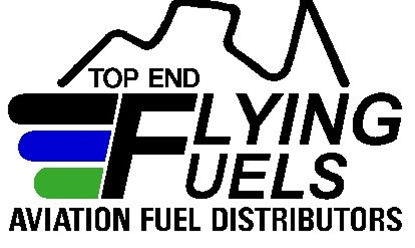 TOP END
FLYING
FUELS
AVIATION FUEL DISTRIBUTORS